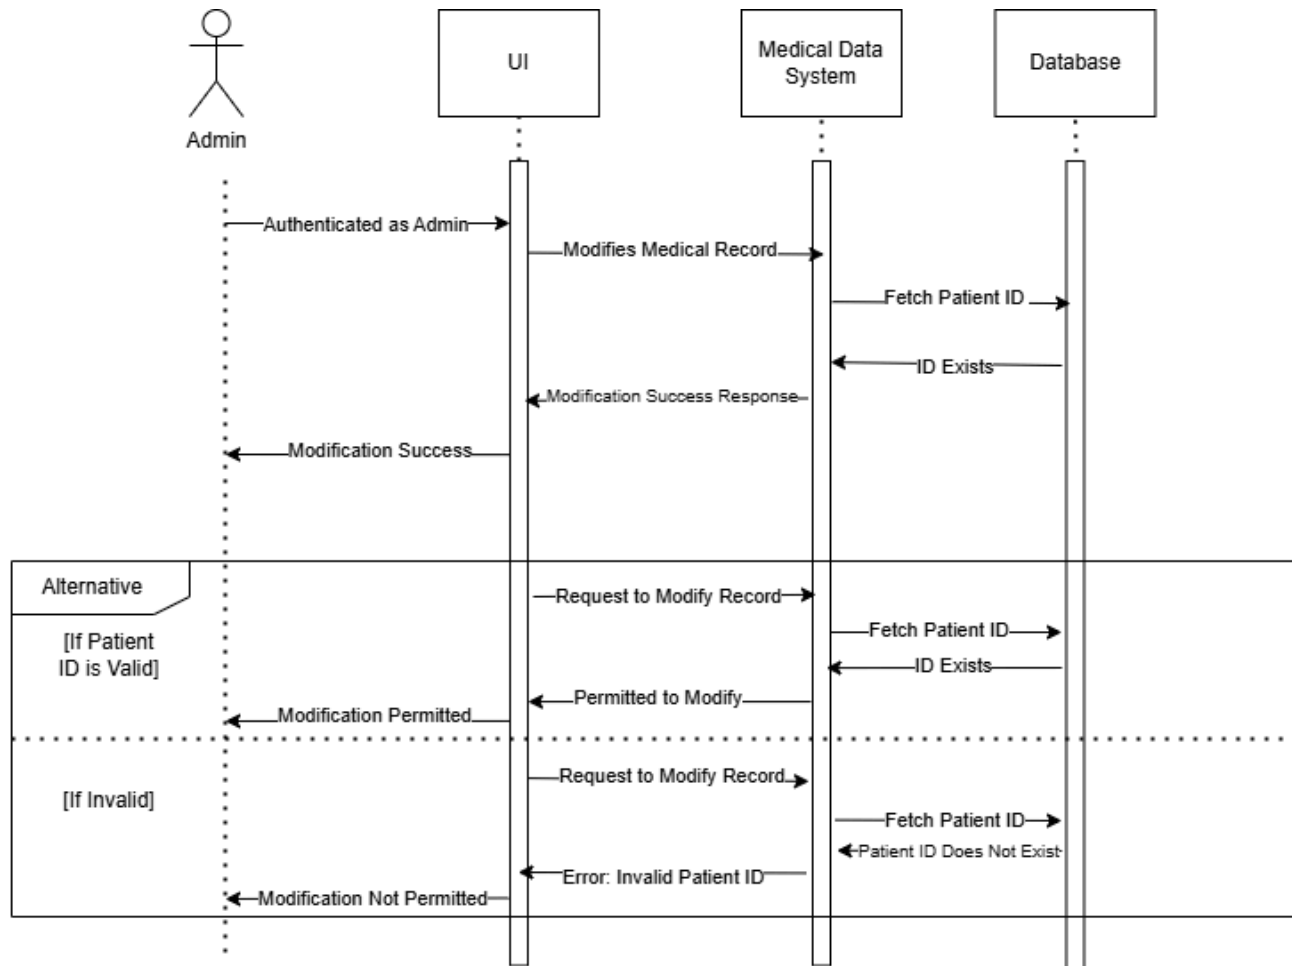 Admin
UI
Medical Data
System
Database
Authenticated as Admin
Modifies Medical Record
Fetch Patient ID
ID Exists
Modification Success Response
Modification Success
Alternative
[If Patient
ID is Valid]
Request to Modify Record
Fetch Patient ID
ID Exists
Permitted to Modify
Modification Permitted
[If Invalid]
Request to Modify Record
Fetch Patient ID
Patient ID Does Not Exist
Error: Invalid Patient ID
Modification Not Permitted